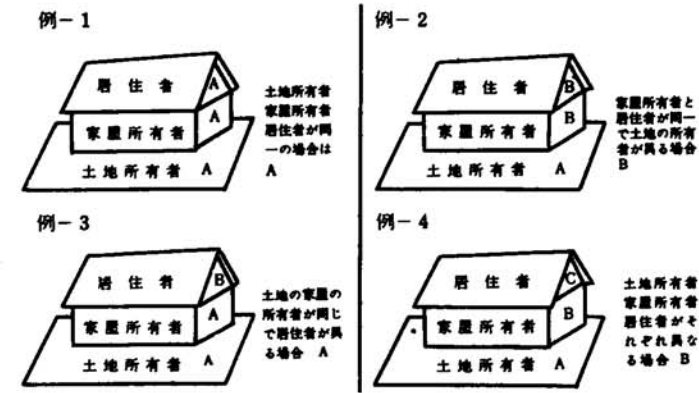 例-1
居住者 A
家屋所有者 A
土地所有者 A
土地所有者
家屋所有者
居住者が同
一の場合は
A
例-2
居住者 B
家屋所有者 B
土地所有者 A
家屋所有者と
居住者が同一
で土地の所有
者が異る場合
B
例-3
居住者 B
家屋所有者 A
土地所有者 A
土地の家屋の
所有者が同じ
で居住者が異
る場合 A
例-4
居住者 C
家屋所有者 B
土地所有者 A
土地所有者
家屋所有者
居住者がそ
れぞれ異な
る場合 B